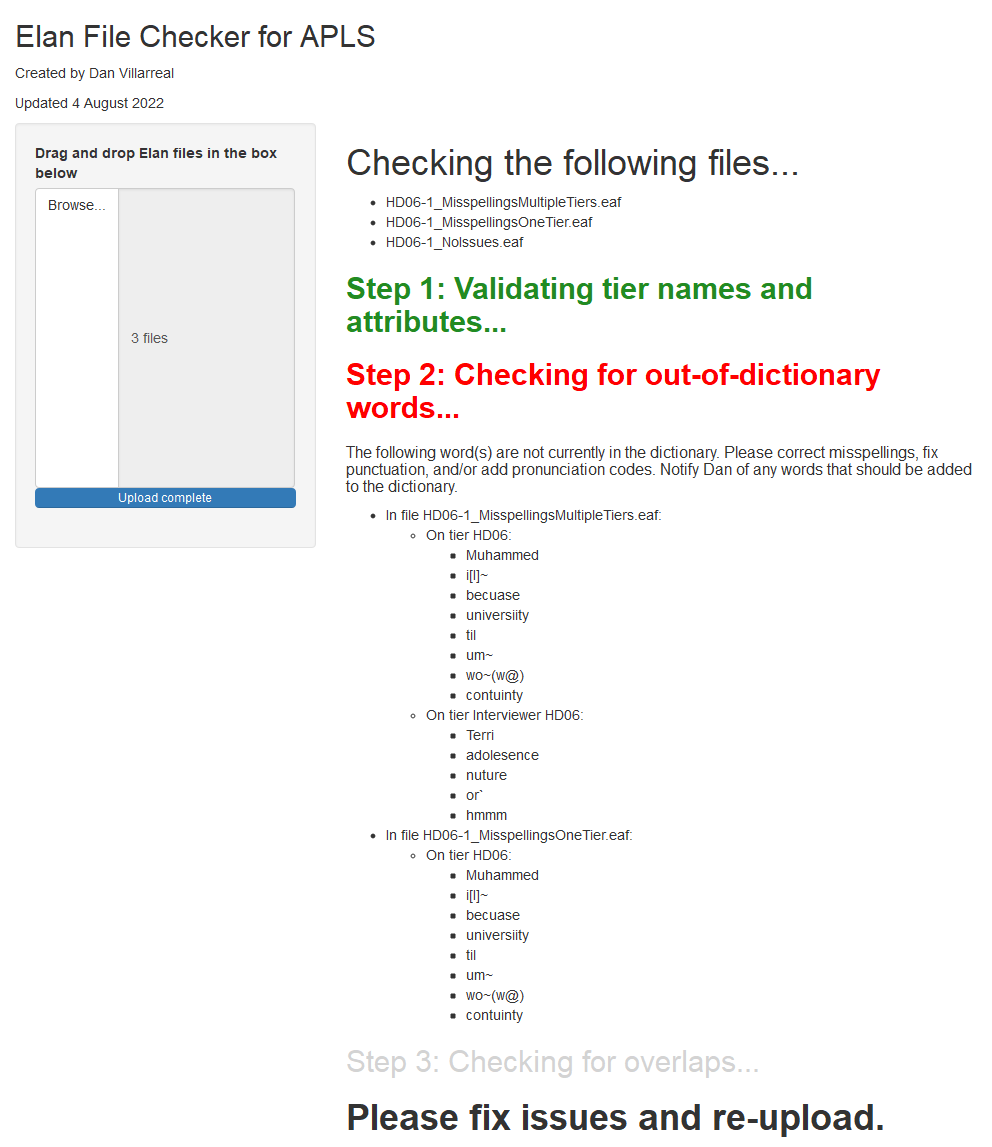 Elan File Checker for APLS
Created by Dan Villarreal
Updated 4 August 2022
Drag and drop Elan files in the box
below
Browse...
3 files
Upload complete
Checking the following files...
HD06-1_MisspellingsMultipleTiers.eaf
HD06-1_MisspellingsOneTier.eaf
HD06-1_NoIssues.eaf
Step 1: Validating tier names and
attributes...
Step 2: Checking for out-of-dictionary
words...
The following word(s) are not currently in the dictionary. Please correct misspellings, fix
punctuation, and/or add pronunciation codes. Notify Dan of any words that should be added
to the dictionary.
In file HD06-1_MisspellingsMultipleTiers.eaf:
On tier HD06:
Muhammed
i[I]~
becuase
universiity
til
um~
wo~(w@)
contuinty
On tier Interviewer HD06:
Terri
adolesence
nuture
or`
hmmm
In file HD06-1_MisspellingsOneTier.eaf:
On tier HD06:
Muhammed
i[I]~
becuase
universiity
til
um~
wo~(w@)
contuinty
Step 3: Checking for overlaps...
Please fix issues and re-upload.